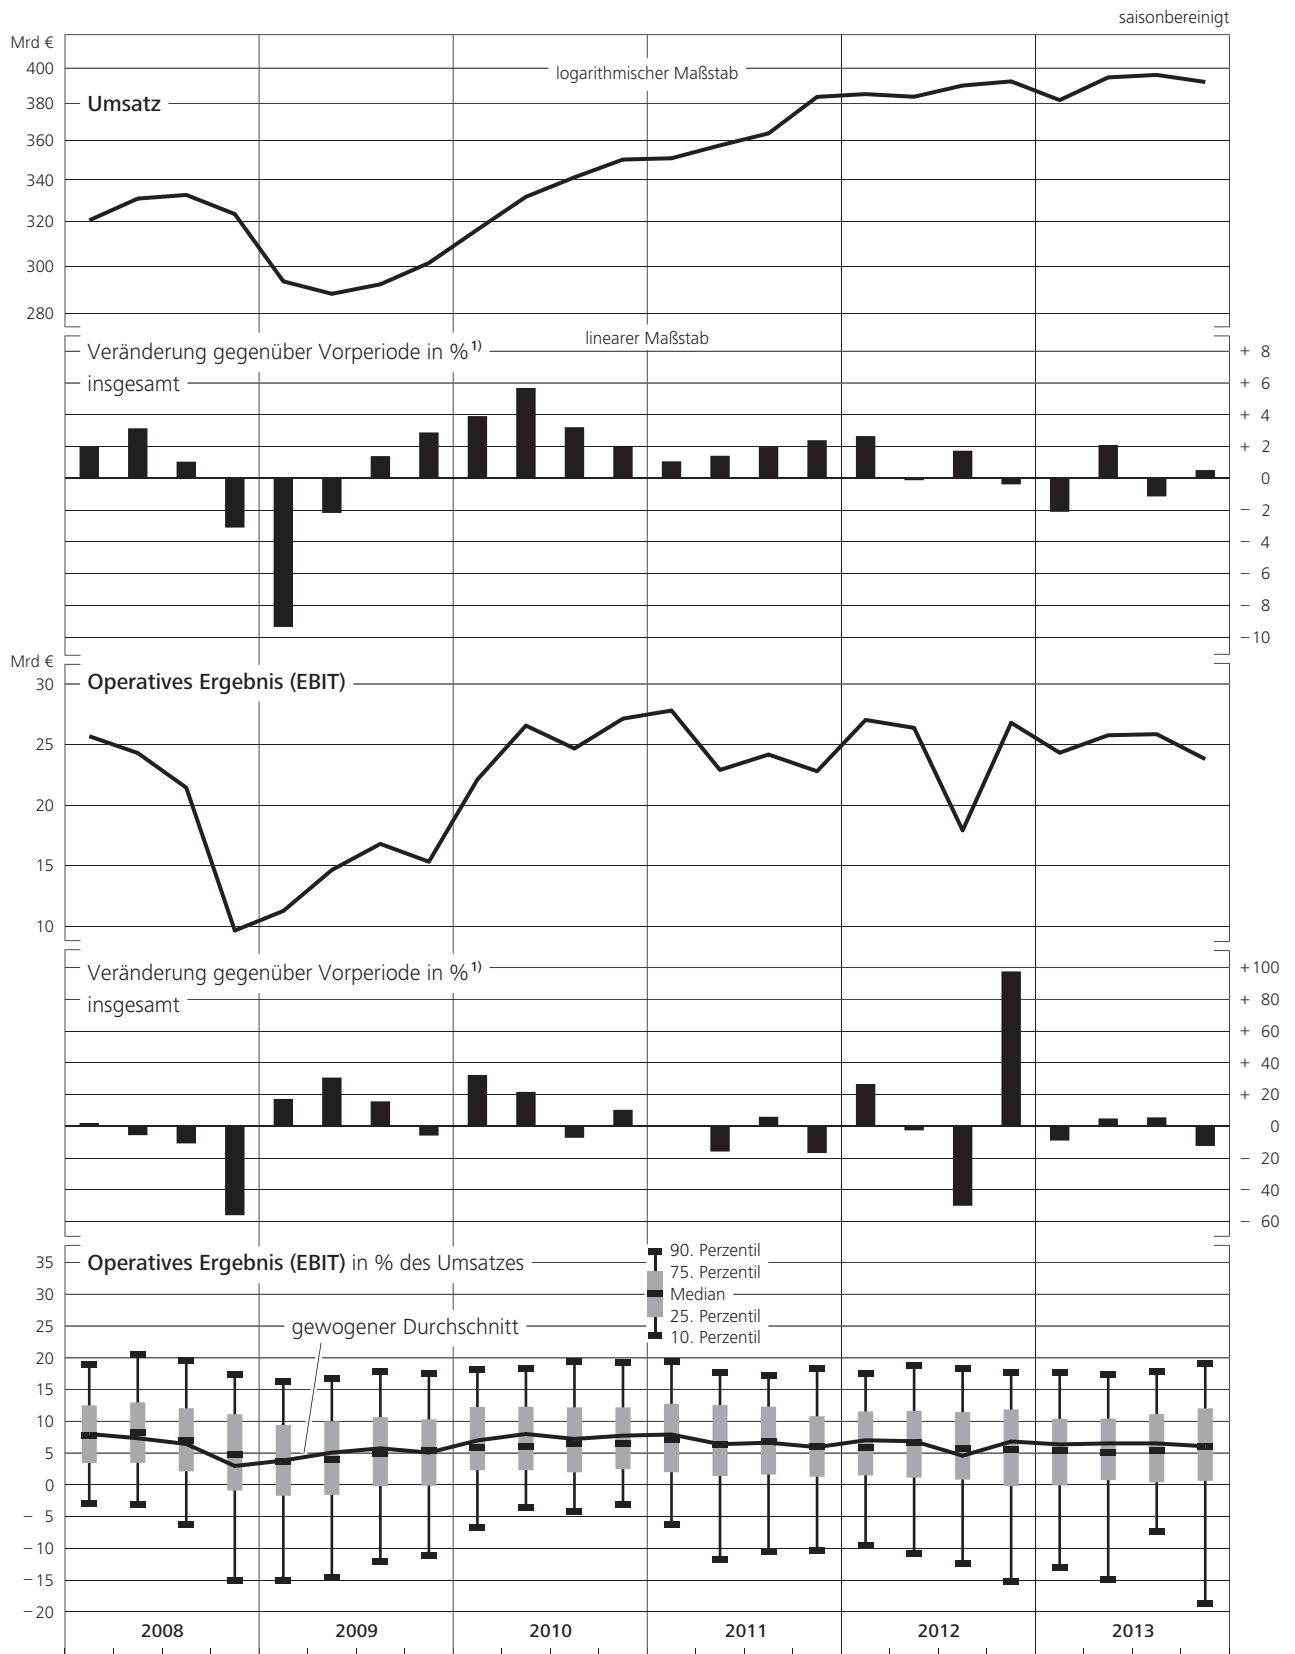 saisonbereinigt
Mrd €
logarithmischer Maßstab
400
Umsatz
380
360
340
320
300
280
linearer Maßstab
Veränderung gegenüber Vorperiode in %¹⁾
insgesamt
+ 8
+ 6
+ 4
+ 2
0
− 2
− 4
− 6
− 8
−10
Mrd €
Operatives Ergebnis (EBIT)
30
25
20
15
10
Veränderung gegenüber Vorperiode in %¹⁾
insgesamt
+100
+ 80
+ 60
+ 40
+ 20
0
− 20
− 40
− 60
Operatives Ergebnis (EBIT) in % des Umsatzes
90. Perzentil
75. Perzentil
Median
25. Perzentil
10. Perzentil
gewogener Durchschnitt
35
30
25
20
15
10
5
0
− 5
−10
−15
−20
2008 2009 2010 2011 2012 2013